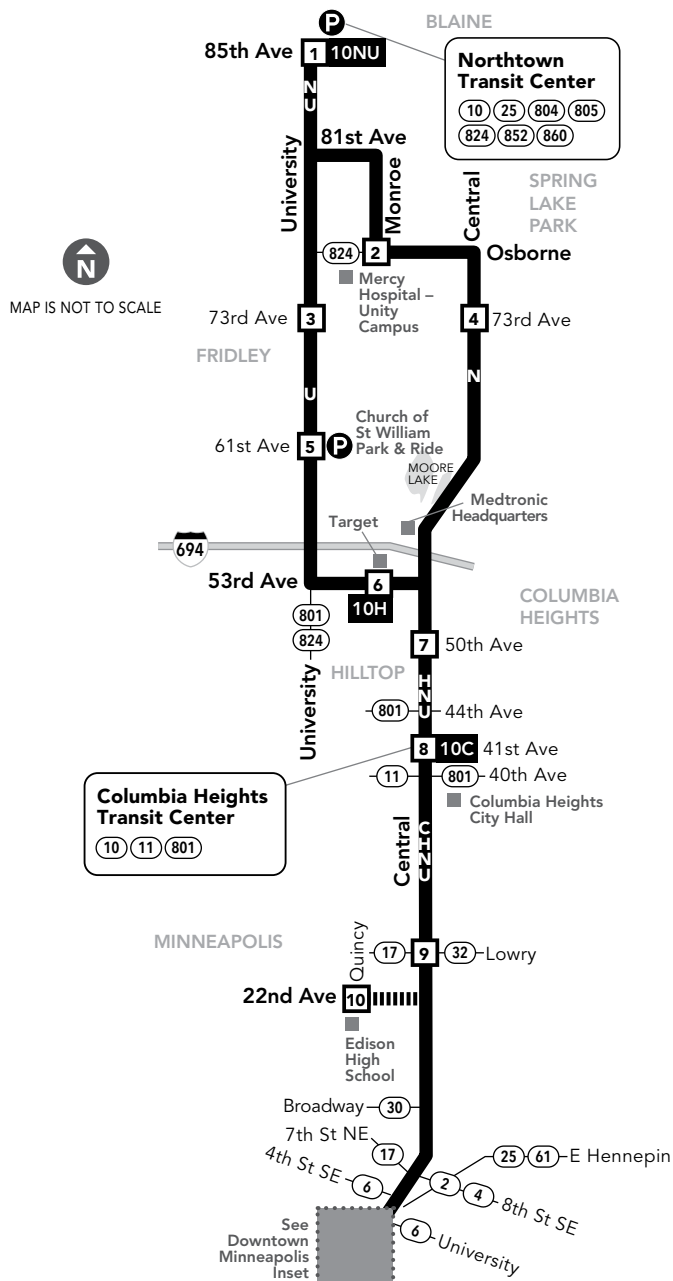 P
BLAINE
85th Ave 1 10NU
Northtown
Transit Center
10 25 804 805
824 852 860
NU
81st Ave
University
Monroe
Central
SPRING
LAKE
PARK
824 2 Osborne
N
MAP IS NOT TO SCALE
Mercy
Hospital –
Unity
Campus
73rd Ave 3
4 73rd Ave
FRIDLEY
U
N
61st Ave 5 P
Church of
St William
Park & Ride
MOORE
LAKE
Medtronic
Headquarters
Target
694
53rd Ave 6
10H
COLUMBIA
HEIGHTS
801
824
University
7 50th Ave
HILLTOP
HNU
801 44th Ave
8 10C 41st Ave
11 801 40th Ave
Columbia Heights
City Hall
Columbia Heights
Transit Center
10 11 801
Central
CHNU
MINNEAPOLIS
Quincy
17 9 32 Lowry
22nd Ave 10
Edison
High
School
Broadway 30
7th St NE
17
25 61 E Hennepin
4th St SE 6
2 4 8th St SE
6 University
See
Downtown
Minneapolis
Inset